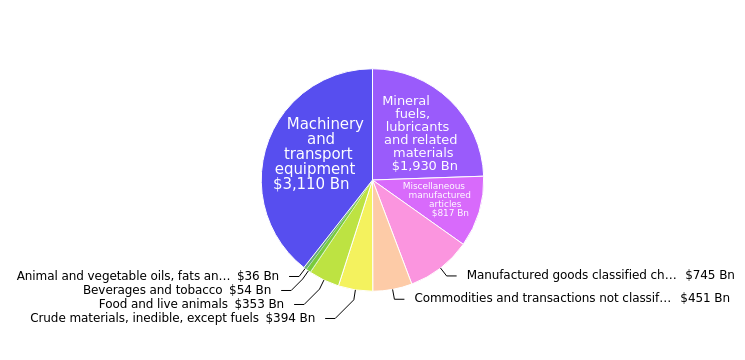 Machinery
and
transport
equipment
$3,110 Bn
Mineral
fuels,
lubricants
and related
materials
$1,930 Bn
Miscellaneous
manufactured
articles
$817 Bn
Animal and vegetable oils, fats an... $36 Bn
Beverages and tobacco $54 Bn
Food and live animals $353 Bn
Crude materials, inedible, except fuels $394 Bn
Manufactured goods classified ch... $745 Bn
Commodities and transactions not classif... $451 Bn